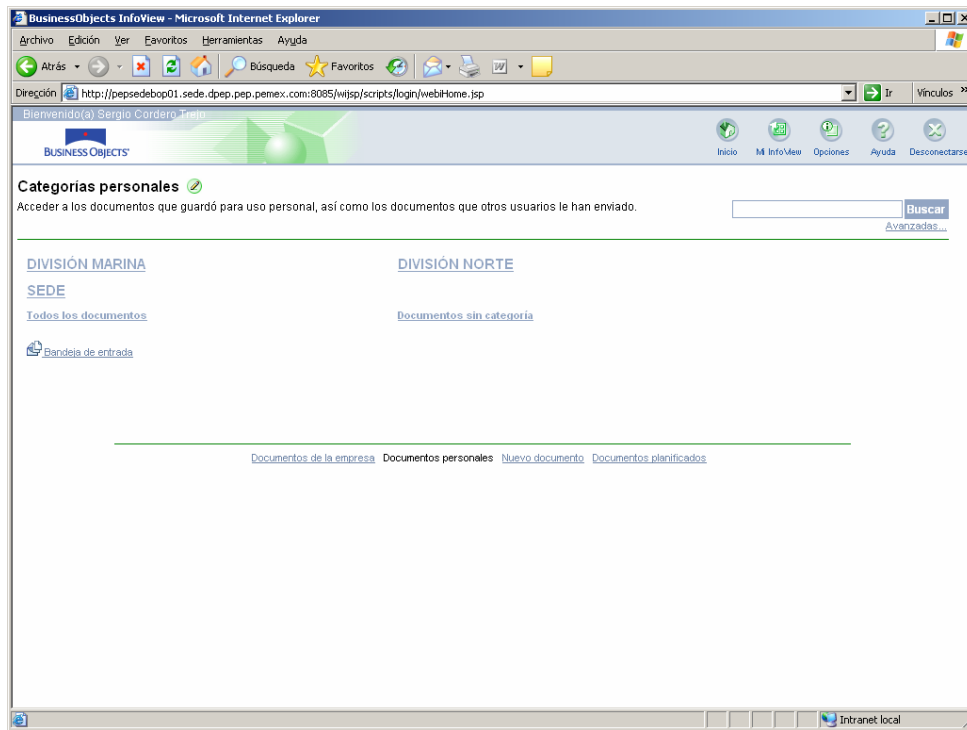 BusinessObjects InfoView - Microsoft Internet Explorer
Archivo Edición Ver Favoritos Herramientas Ayuda
Atrás Búsqueda Favoritos
Dirección http://pepsedebop01.sede.dpep.pep.pemex.com:8085/wijsp/scripts/login/webiHome.jsp Ir Vínculos »
Bienvenido(a) Sergio Cordero Trejo
BUSINESS OBJECTS
Inicio Mi InfoView Opciones Ayuda Desconectarse
Categorías personales
Acceder a los documentos que guardó para uso personal, así como los documentos que otros usuarios le han enviado.
Buscar
Avanzadas...
DIVISIÓN MARINA DIVISIÓN NORTE
SEDE
Todos los documentos Documentos sin categoría
Bandeja de entrada
Documentos de la empresa Documentos personales Nuevo documento Documentos planificados
Intranet local